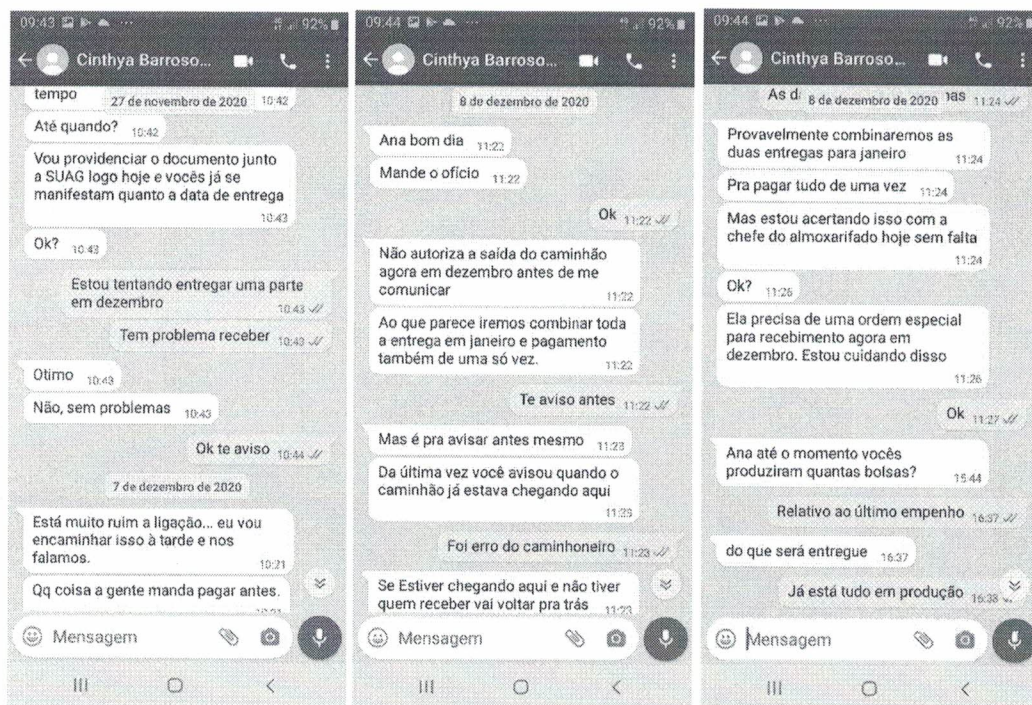 09:43 92%
Cinthya Barroso...
tempo
27 de novembro de 2020
10:42
Até quando? 10:42
Vou providenciar o documento junto
a SUAG logo hoje e vocês já se
manifestam quanto a data de entrega
10:43
Ok? 10:43
Estou tentando entregar uma parte
em dezembro
10:43
Tem problema receber 10:43
Otimo 10:43
Não, sem problemas 10:43
Ok te aviso 10:44
7 de dezembro de 2020
Está muito ruim a ligação... eu vou
encaminhar isso à tarde e nos
falamos.
10:21
Qq coisa a gente manda pagar antes.
Mensagem
09:44 92%
Cinthya Barroso...
8 de dezembro de 2020
Ana bom dia 11:22
Mande o ofício 11:22
Ok 11:22
Não autoriza a saída do caminhão
agora em dezembro antes de me
comunicar
11:22
Ao que parece iremos combinar toda
a entrega em janeiro e pagamento
também de uma só vez.
11:22
Te aviso antes 11:22
Mas é pra avisar antes mesmo 11:23
Da última vez você avisou quando o
caminhão já estava chegando aqui
11:23
Foi erro do caminhoneiro 11:23
Se Estiver chegando aqui e não tiver
quem receber vai voltar pra trás 11:23
Mensagem
09:44 92%
Cinthya Barroso...
As
8 de dezembro de 2020
11:24
Provavelmente combinaremos as
duas entregas para janeiro
11:24
Pra pagar tudo de uma vez 11:24
Mas estou acertando isso com a
chefe do almoxarifado hoje sem falta
11:24
Ok? 11:26
Ela precisa de uma ordem especial
para recebimento agora em
dezembro. Estou cuidando disso
11:26
Ok 11:27
Ana até o momento vocês
produziram quantas bolsas?
15:44
Relativo ao último empenho 16:37
do que será entregue 16:37
Já está tudo em produção
Mensagem